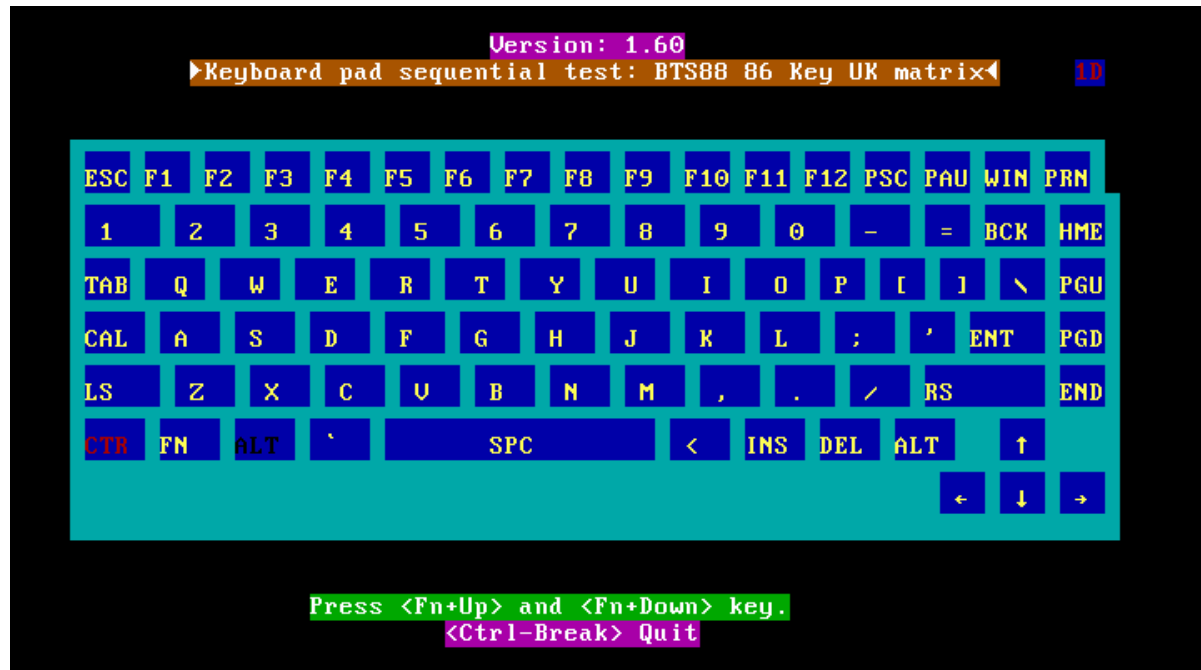 Version: 1.60
►Keyboard pad sequential test: BTS88 86 Key UK matrix◄ 1D
ESC F1 F2 F3 F4 F5 F6 F7 F8 F9 F10 F11 F12 PSC PAU WIN PRN
1 2 3 4 5 6 7 8 9 0 - = BCK HME
TAB Q W E R T Y U I O P [ ] \ PGU
CAL A S D F G H J K L ; ' ENT PGD
LS Z X C V B N M , . / RS END
CTR FN ALT ` SPC < INS DEL ALT ↑
← ↓ →
Press <Fn+Up> and <Fn+Down> key.
<Ctrl-Break> Quit